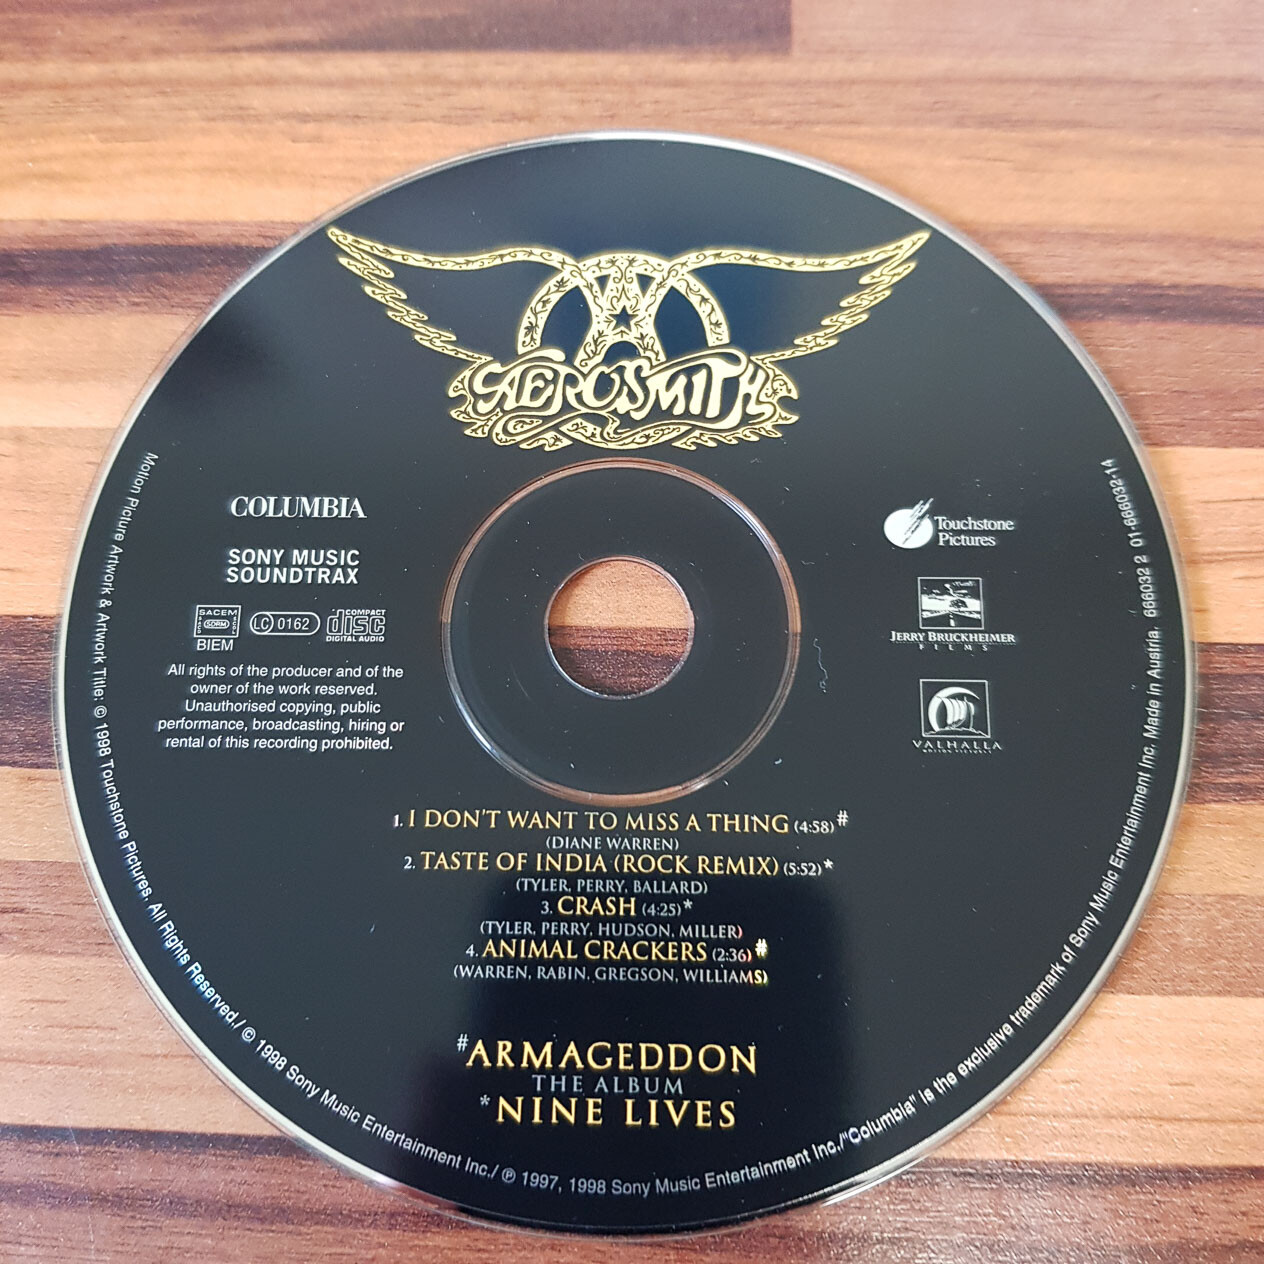 AEROSMITH
COLUMBIA
SONY MUSIC
SOUNDTRAX
SACEM
SDRM
BIEM
LC 0162
COMPACT
disc
DIGITAL AUDIO
All rights of the producer and of the
owner of the work reserved.
Unauthorised copying, public
performance, broadcasting, hiring or
rental of this recording prohibited.
Touchstone
Pictures
JERRY BRUCKHEIMER
FILMS
VALHALLA
MOTION PICTURES
1. I DON'T WANT TO MISS A THING (4:58)#
(DIANE WARREN)
2. TASTE OF INDIA (ROCK REMIX) (5:52)*
(TYLER, PERRY, BALLARD)
3. CRASH (4:25)*
(TYLER, PERRY, HUDSON, MILLER)
4. ANIMAL CRACKERS (2:36)#
(WARREN, RABIN, GREGSON, WILLIAMS)
#ARMAGEDDON
THE ALBUM
*NINE LIVES
Motion Picture Artwork & Artwork Title: © 1998 Touchstone Pictures. All Rights Reserved./ © 1998 Sony Music Entertainment Inc./ ℗ 1997, 1998 Sony Music Entertainment Inc./"Columbia" is the exclusive trademark of Sony Music Entertainment Inc. Made in Austria. 666032 2 01-666032-14